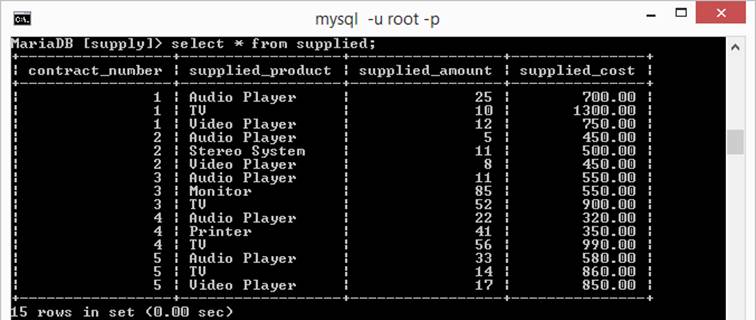 C:\.
mysql -u root -p
MariaDB [supply]> select * from supplied;
+-----------------+------------------+-----------------+---------------+
| contract_number | supplied_product | supplied_amount | supplied_cost |
+-----------------+------------------+-----------------+---------------+
| 1 | Audio Player | 25 | 700.00 |
| 1 | TV | 10 | 1300.00 |
| 1 | Video Player | 12 | 750.00 |
| 2 | Audio Player | 5 | 450.00 |
| 2 | Stereo System | 11 | 500.00 |
| 2 | Video Player | 8 | 450.00 |
| 3 | Audio Player | 11 | 550.00 |
| 3 | Monitor | 85 | 550.00 |
| 3 | TV | 52 | 900.00 |
| 4 | Audio Player | 22 | 320.00 |
| 4 | Printer | 41 | 350.00 |
| 4 | TV | 56 | 990.00 |
| 5 | Audio Player | 33 | 580.00 |
| 5 | TV | 14 | 860.00 |
| 5 | Video Player | 17 | 850.00 |
+-----------------+------------------+-----------------+---------------+
15 rows in set (0.00 sec)